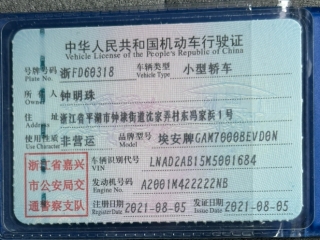 中华人民共和国机动车行驶证
Vehicle License of the People's Republic of China
号牌号码 浙FD60318 车辆类型 小型轿车
Plate No. Vehicle Type
所有人 钟明珠
Owner
住址 浙江省平湖市钟埭街道沈家弄村东冯家浜1号
Address
使用性质 非营运 品牌型号 埃安牌GAM7000BEVD0N
Use Character Model
浙江省嘉兴市公安局交通警察支队
车辆识别代号 LNAD2AB15M5001684
VIN
发动机号码 A2001M422222NB
Engine No.
注册日期 2021-08-05 发证日期 2021-08-05
Register Date Issue Date